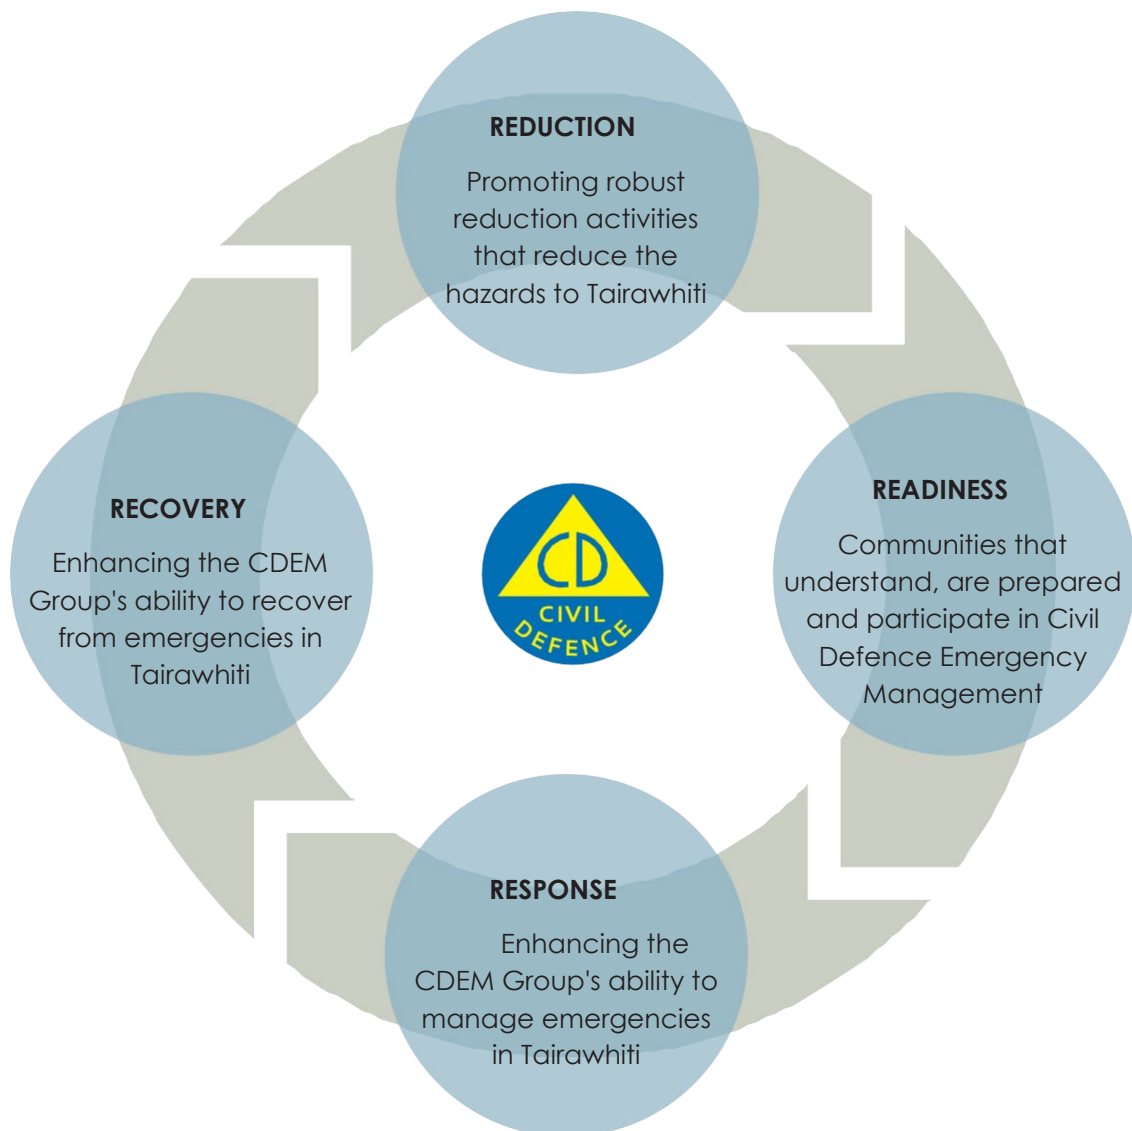 REDUCTION
Promoting robust
reduction activities
that reduce the
hazards to Tairawhiti
READINESS
Communities that
understand, are prepared
and participate in Civil
Defence Emergency
Management
RESPONSE
Enhancing the
CDEM Group's ability to
manage emergencies
in Tairawhiti
RECOVERY
Enhancing the CDEM
Group's ability to recover
from emergencies in
Tairawhiti
CD
CIVIL
DEFENCE